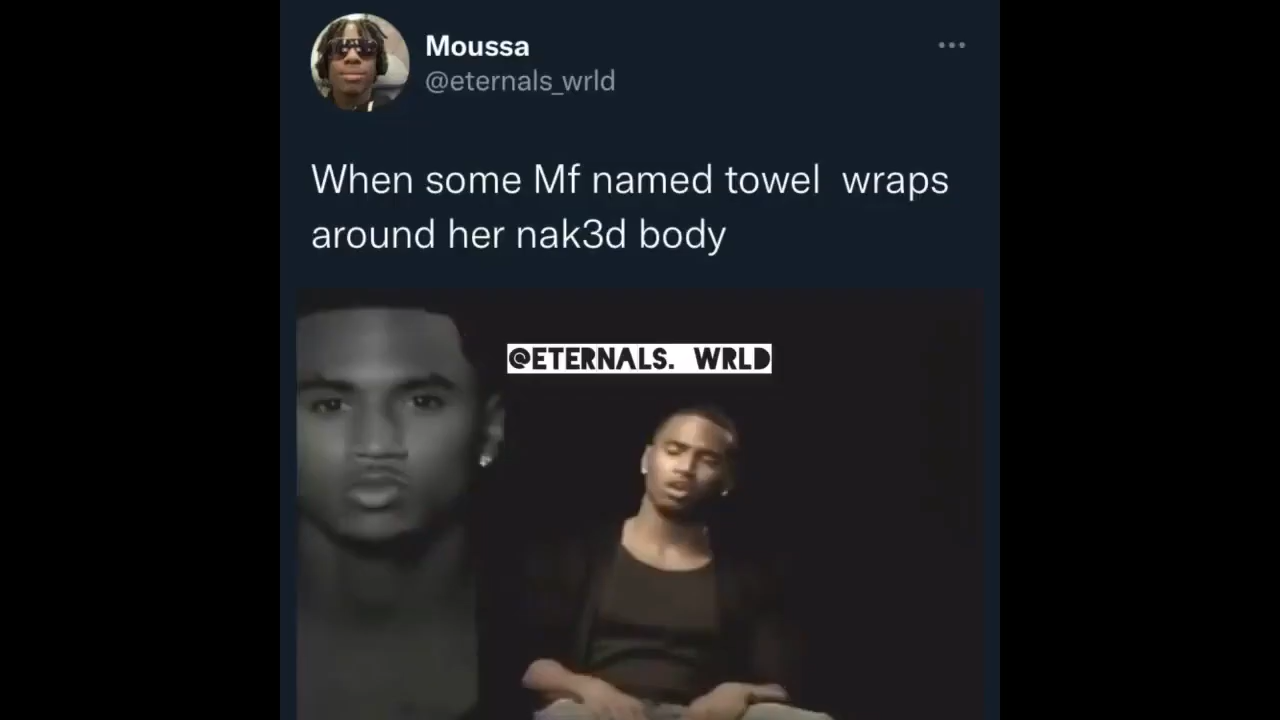 Moussa
@eternals_wrld
When some Mf named towel  wraps
around her nak3d body
@ETERNALS.  WRLD